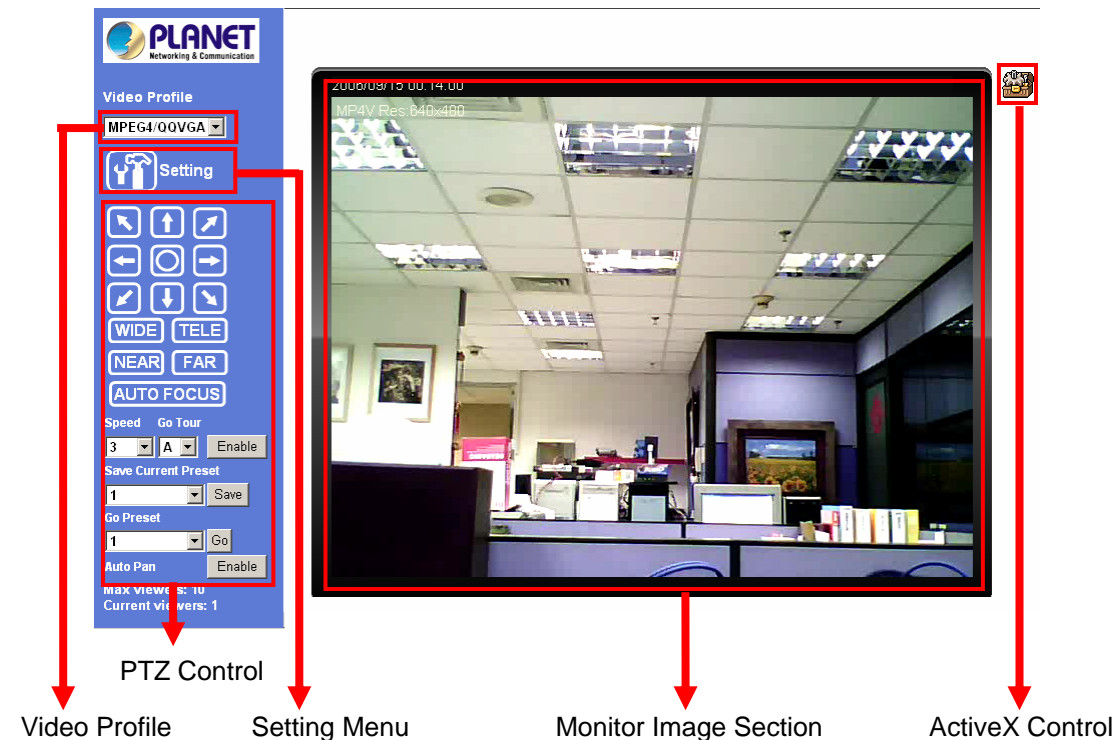 PLANET
Networking & Communication
Video Profile
MPEG4/QQVGA
Setting
WIDE TELE
NEAR FAR
AUTO FOCUS
Speed Go Tour
3 A Enable
Save Current Preset
1 Save
Go Preset
1 Go
Auto Pan Enable
Max viewers: 10
Current viewers: 1
2006/09/15 00:14:00
MP4V Res:640x480
PTZ Control
Video Profile Setting Menu Monitor Image Section ActiveX Control